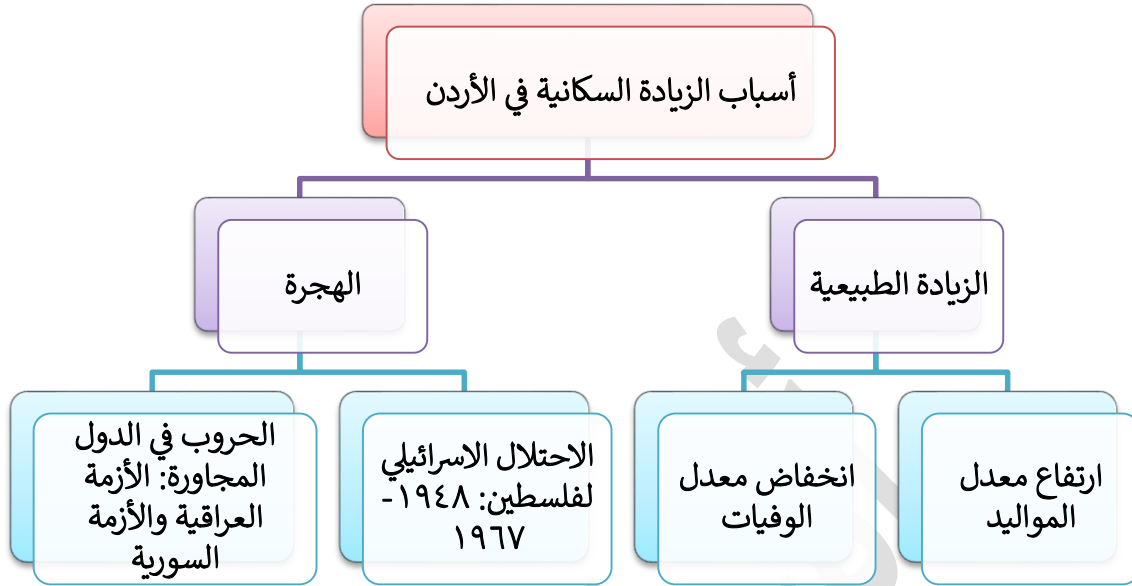 أسباب الزيادة السكانية في الأردن
الزيادة الطبيعية
الهجرة
ارتفاع معدل
المواليد
انخفاض معدل
الوفيات
الاحتلال الاسرائيلي
لفلسطين: ١٩٤٨-
١٩٦٧
الحروب في الدول
المجاورة: الأزمة
العراقية والأزمة
السورية